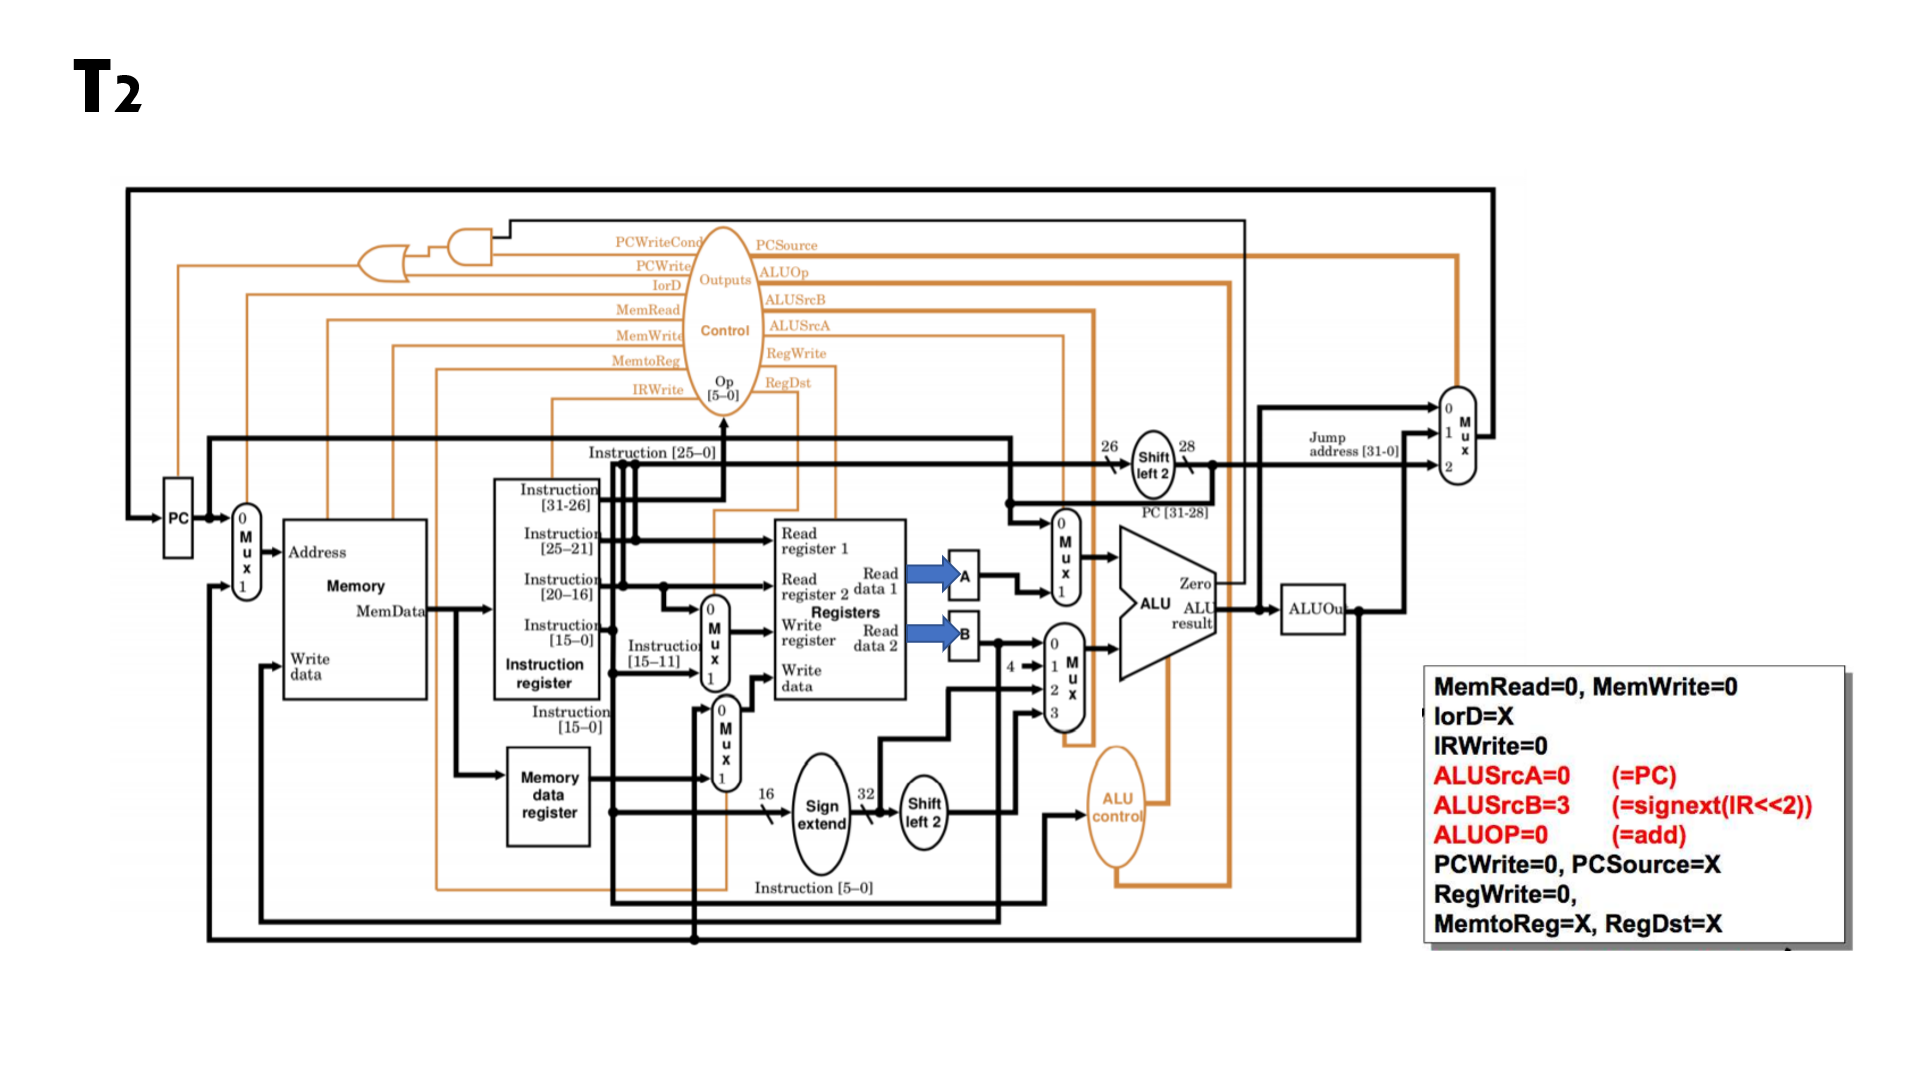 T2
PCWriteCond
PCSource
PCWrite
ALUOp
Outputs
IorD
ALUSrcB
MemRead
ALUSrcA
Control
MemWrite
RegWrite
MemtoReg
Op
[5–0]
RegDst
IRWrite
Instruction [25–0]
26
Shift
left 2
28
Jump
address [31-0]
0
1
2
M
u
x
PC [31-28]
PC
0
M
u
x
1
Address
Memory
MemData
Write
data
Instruction
[31-26]
Instruction
[25–21]
Instruction
[20–16]
Instruction
[15–0]
Instruction
register
Instruction
[15–0]
Instructio
[15–11]
0
M
u
x
1
Read
register 1
Read
register 2
Registers
Write
register
Write
data
Read
data 1
Read
data 2
A
B
0
M
u
x
1
4
0
1
2
3
M
u
x
Zero
ALU
ALU
result
ALUOu
Memory
data
register
0
M
u
x
1
16
Sign
extend
32
Shift
left 2
ALU
control
Instruction [5–0]
MemRead=0, MemWrite=0
IorD=X
IRWrite=0
ALUSrcA=0 (=PC)
ALUSrcB=3 (=signext(IR<<2))
ALUOP=0 (=add)
PCWrite=0, PCSource=X
RegWrite=0,
MemtoReg=X, RegDst=X